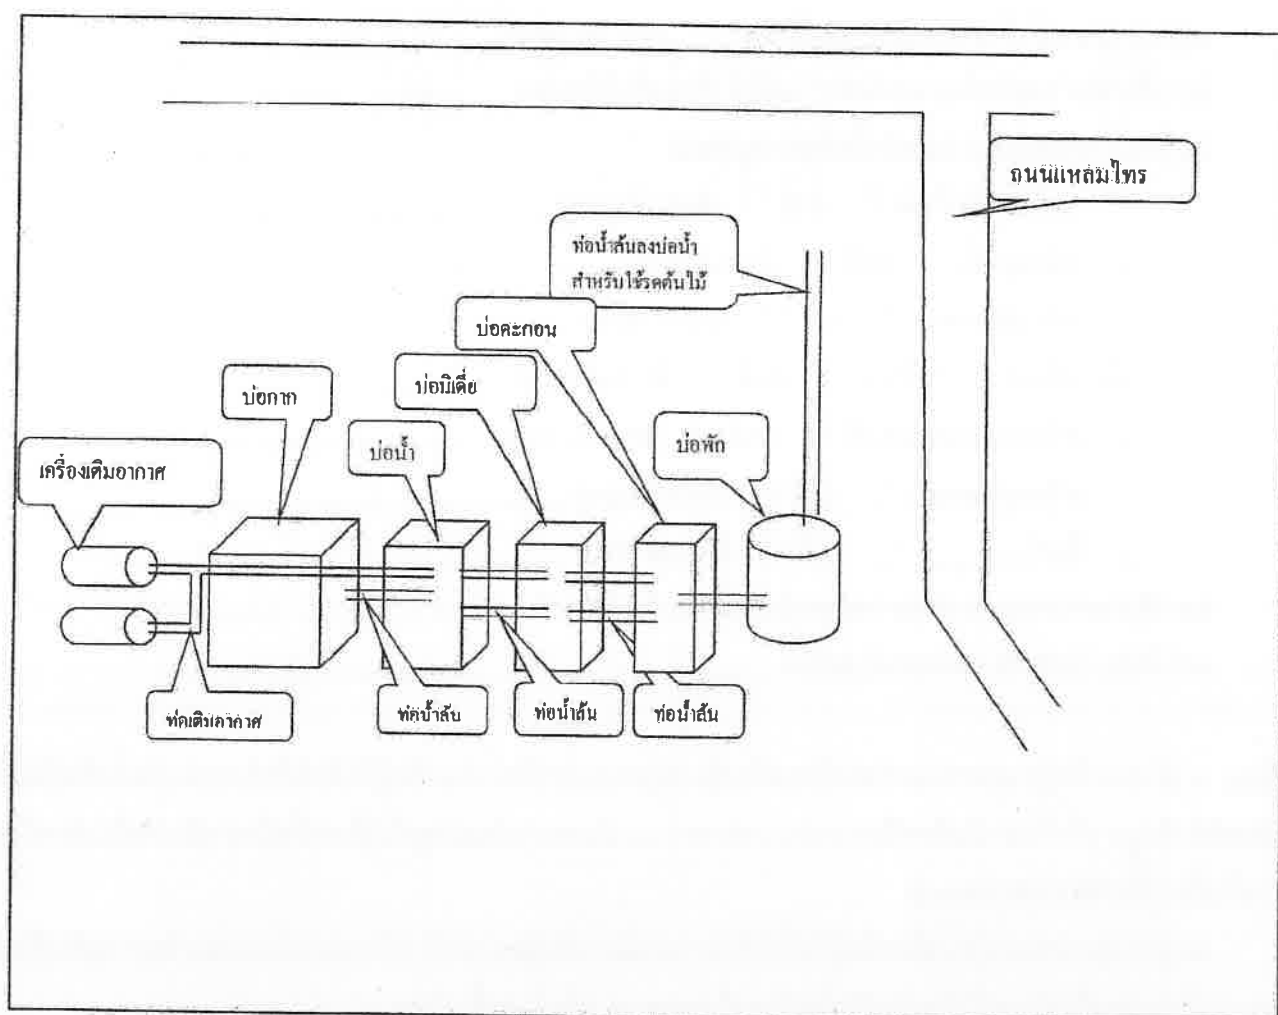 ถนนแหลมไทร
ท่อน้ำล้นลงบ่อน้ำ
สำหรับใช้รดต้นไม้
บ่อตะกอน
บ่อมิเดีย
บ่อกาก
บ่อน้ำ
บ่อพัก
เครื่องเติมอากาศ
ท่อเติมอากาศ
ท่อน้ำล้น
ท่อน้ำล้น
ท่อน้ำล้น